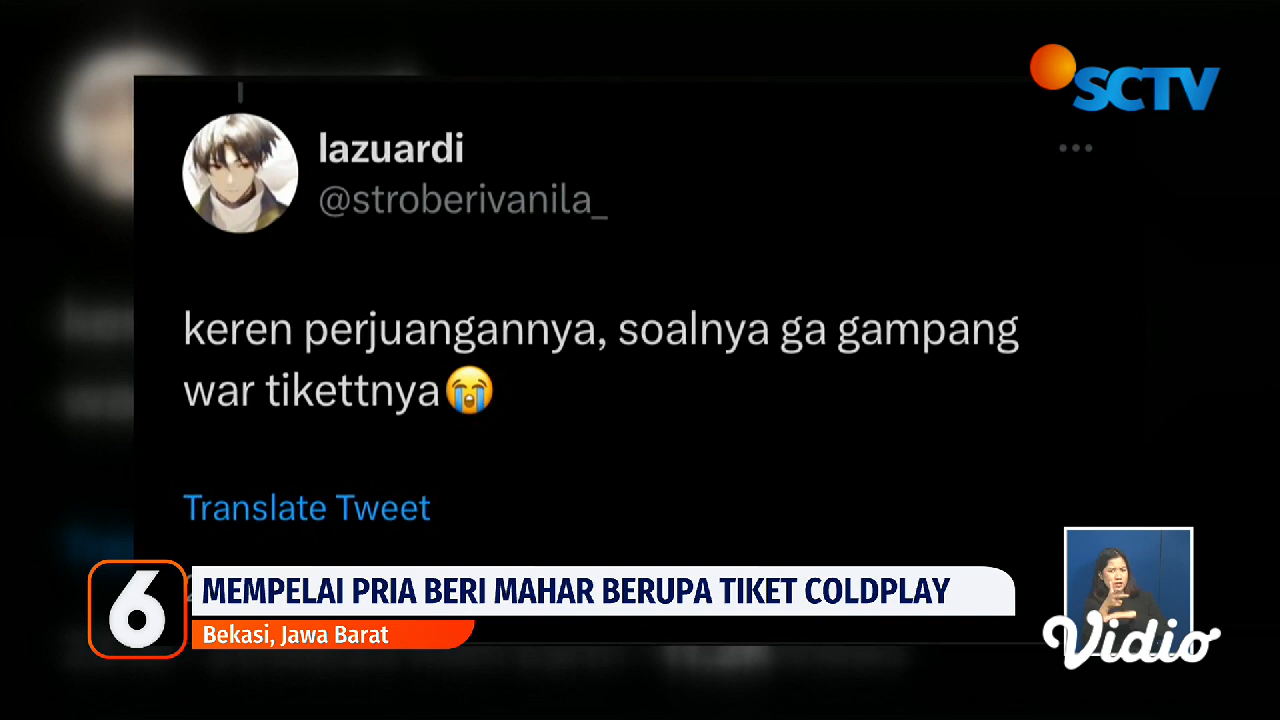 SCTV
lazuardi
@stroberivanila_
keren perjuangannya, soalnya ga gampang
war tikettnya😭
Translate Tweet
6
MEMPELAI PRIA BERI MAHAR BERUPA TIKET COLDPLAY
Bekasi, Jawa Barat
Vidio